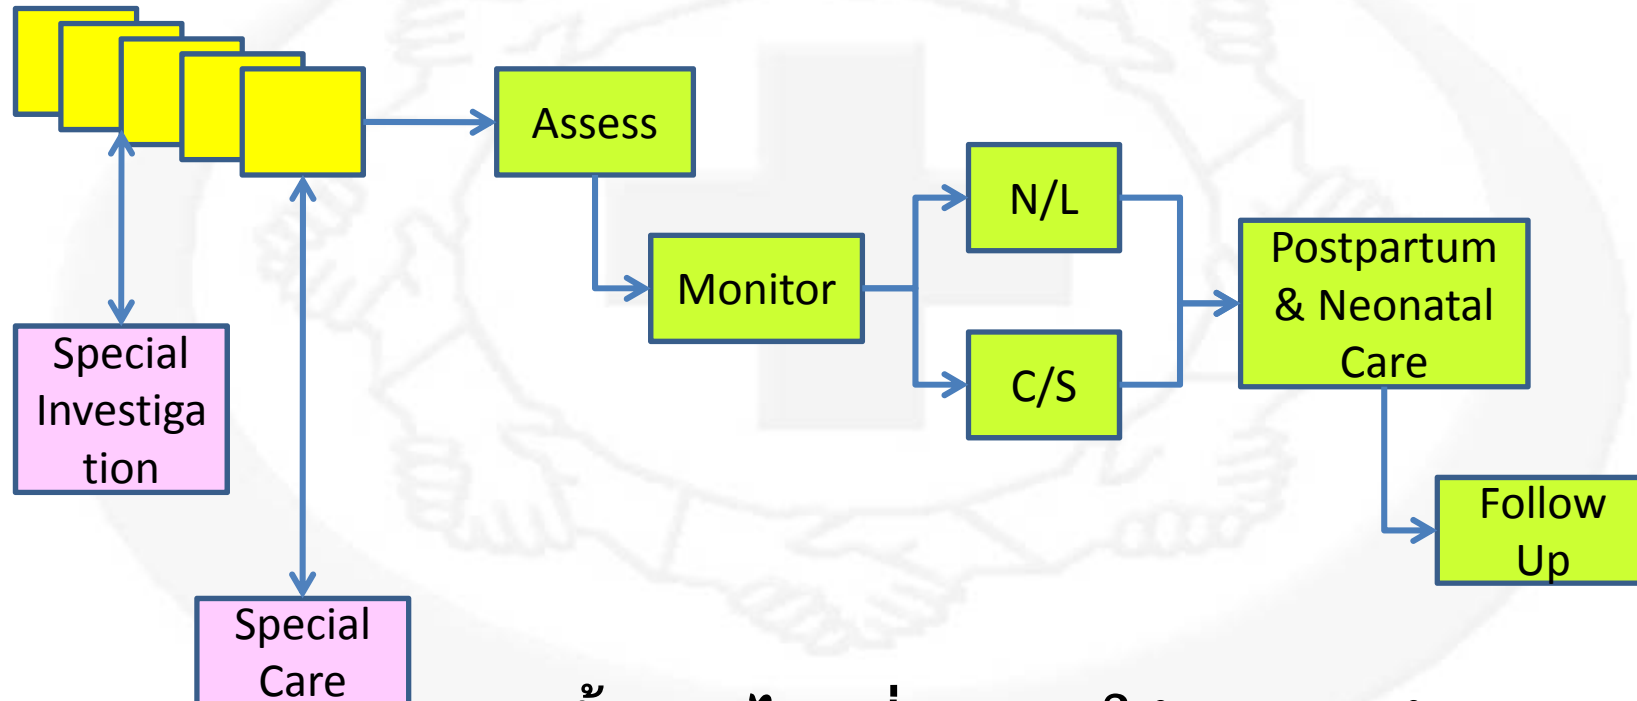 Assess
N/L
Monitor
Postpartum
& Neonatal
Care
C/S
Special
Investiga
tion
Follow
Up
Special
Care